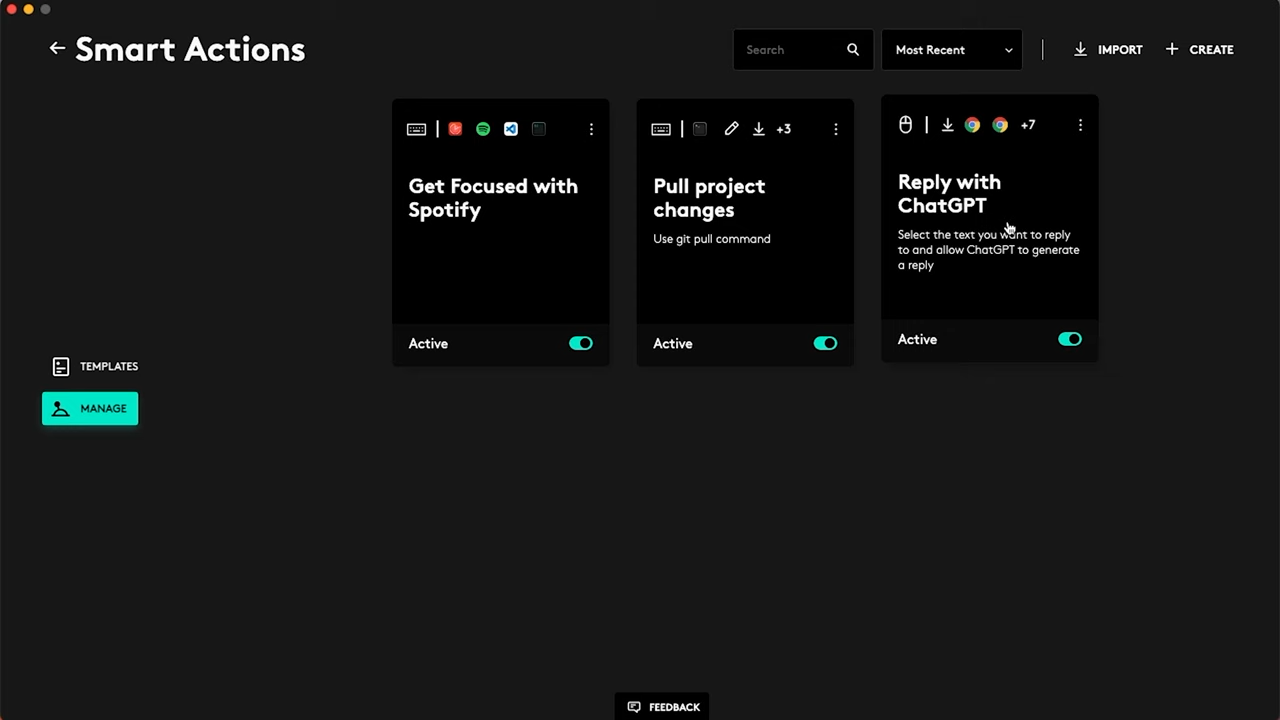 Smart Actions
Search
Most Recent
IMPORT
CREATE
Get Focused with
Spotify
Active
+3
Pull project
changes
Use git pull command
Active
+7
Reply with
ChatGPT
Select the text you want to reply
to and allow ChatGPT to generate
a reply
Active
TEMPLATES
MANAGE
FEEDBACK